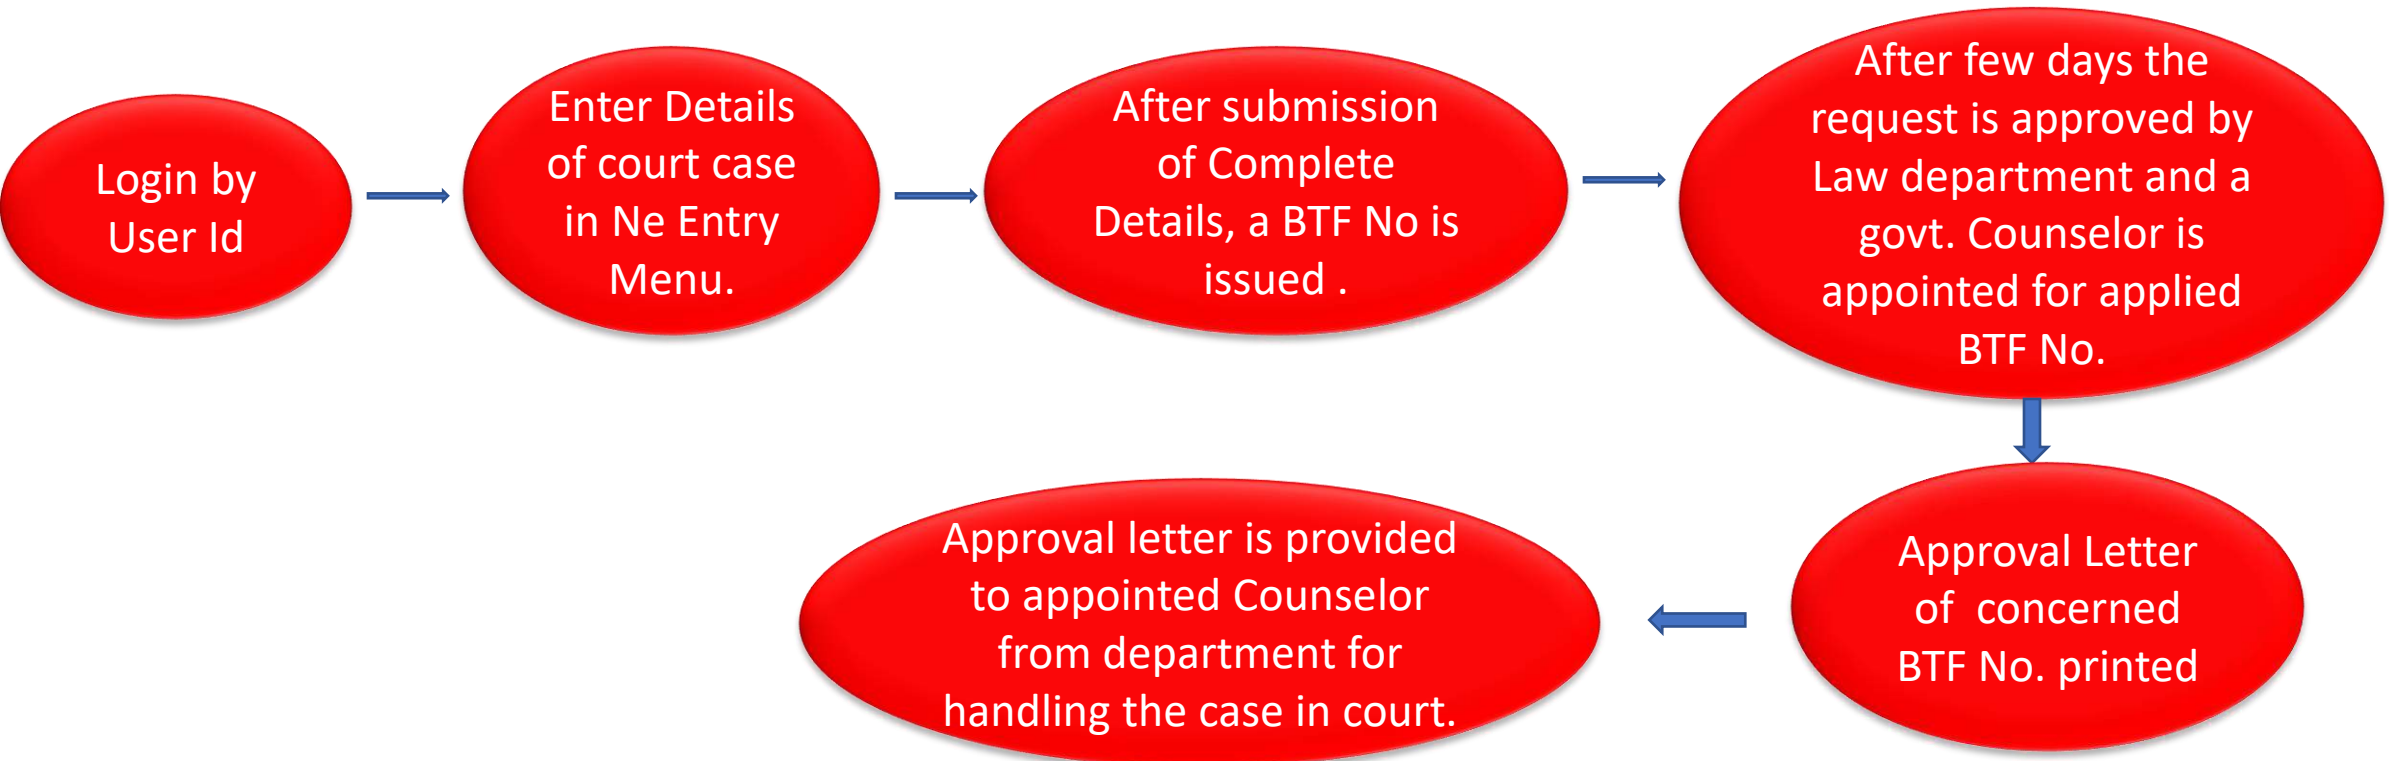 Login by
User Id
Enter Details
of court case
in Ne Entry
Menu.
After submission
of Complete
Details, a BTF No is
issued .
After few days the
request is approved by
Law department and a
govt. Counselor is
appointed for applied
BTF No.
Approval Letter
of  concerned
BTF No. printed
Approval letter is provided
to appointed Counselor
from department for
handling the case in court.